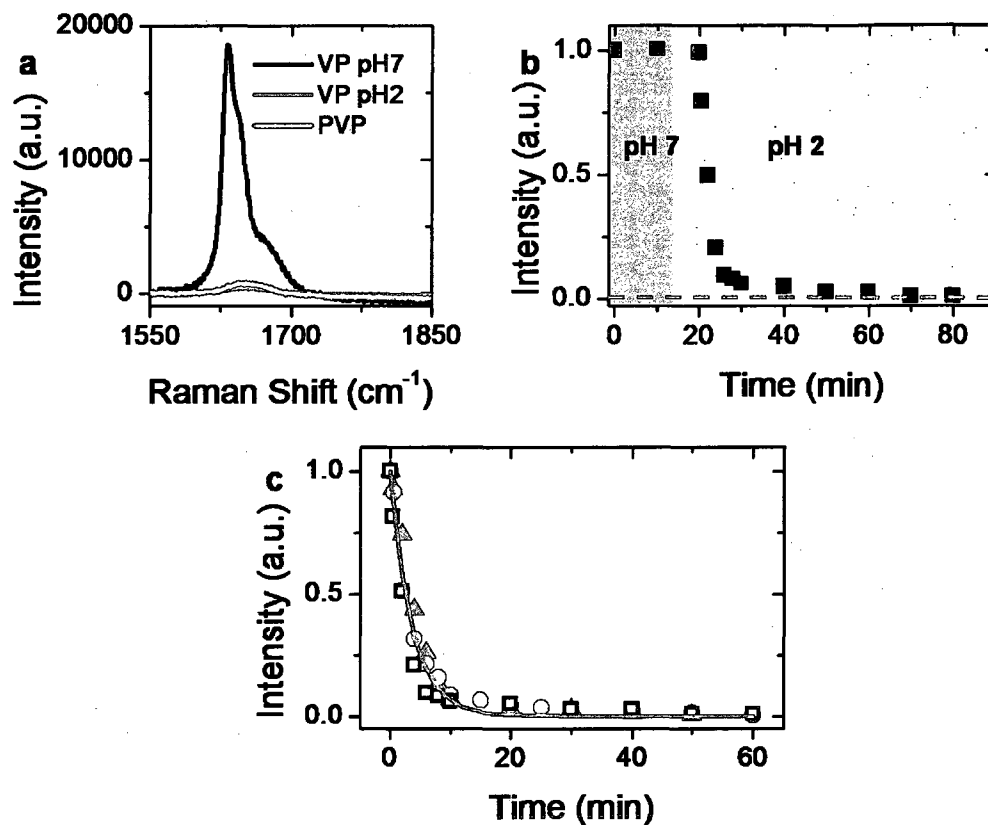 a
20000
10000
0
1550
1700
1850
Intensity (a.u.)
Raman Shift (cm⁻¹)
VP pH7
VP pH2
PVP
b
1.0
0.5
0.0
0
20
40
60
80
Intensity (a.u.)
Time (min)
pH 7
pH 2
c
1.0
0.5
0.0
0
20
40
60
Intensity (a.u.)
Time (min)